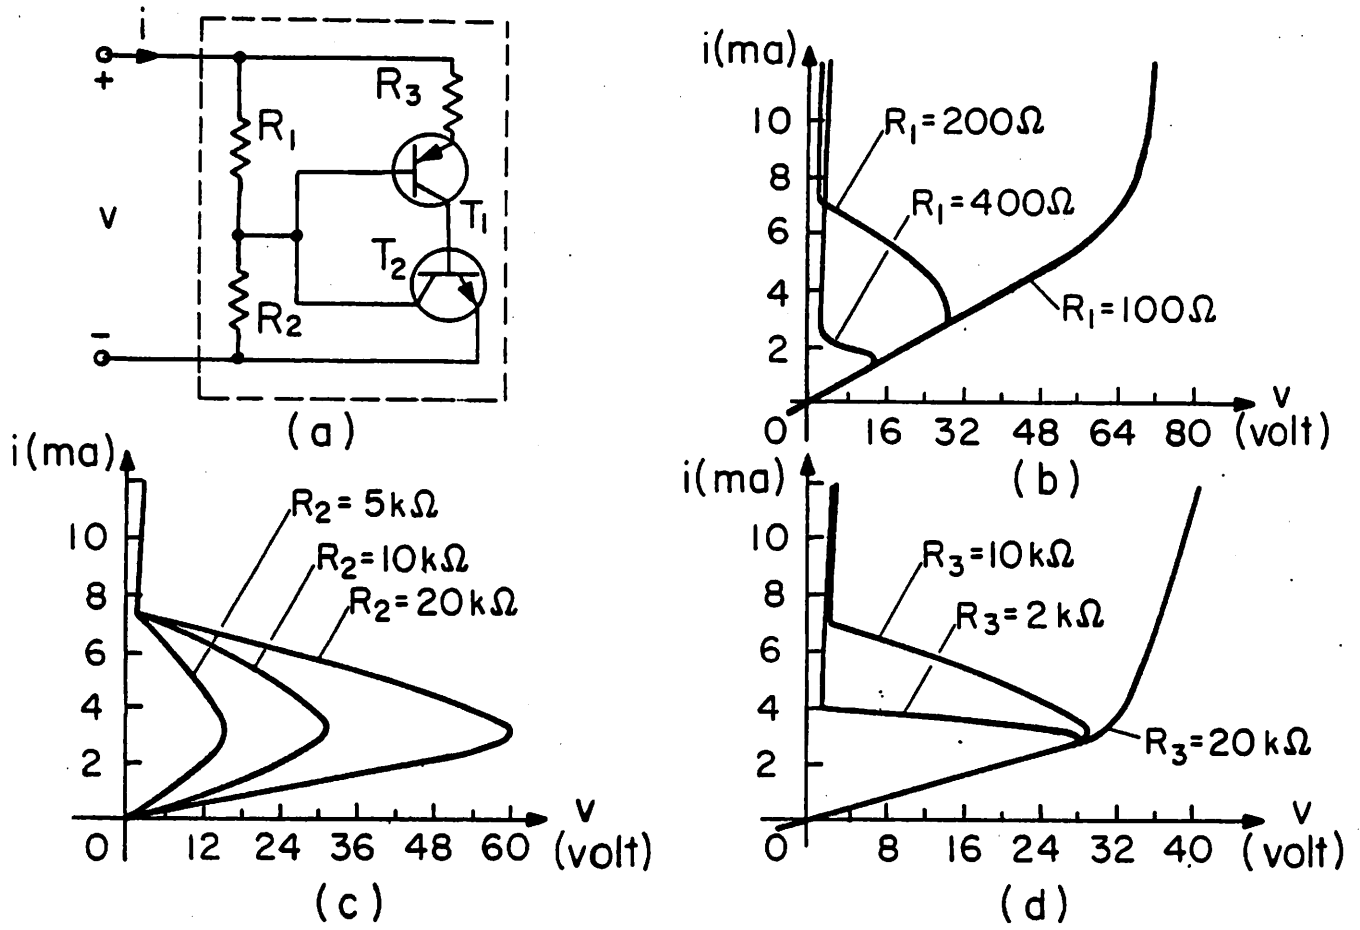 i
+
v
−
R1
R2
R3
T1
T2
(a)
i(ma)
10
8
6
4
2
0
R1=200Ω
R1=400Ω
R1=100Ω
16 32 48 64 80
v
(volt)
(b)
i(ma)
10
8
6
4
2
0
R2=5kΩ
R2=10kΩ
R2=20kΩ
12 24 36 48 60
v
(volt)
(c)
i(ma)
10
8
6
4
2
0
R3=10kΩ
R3=2kΩ
R3=20kΩ
8 16 24 32 40
v
(volt)
(d)